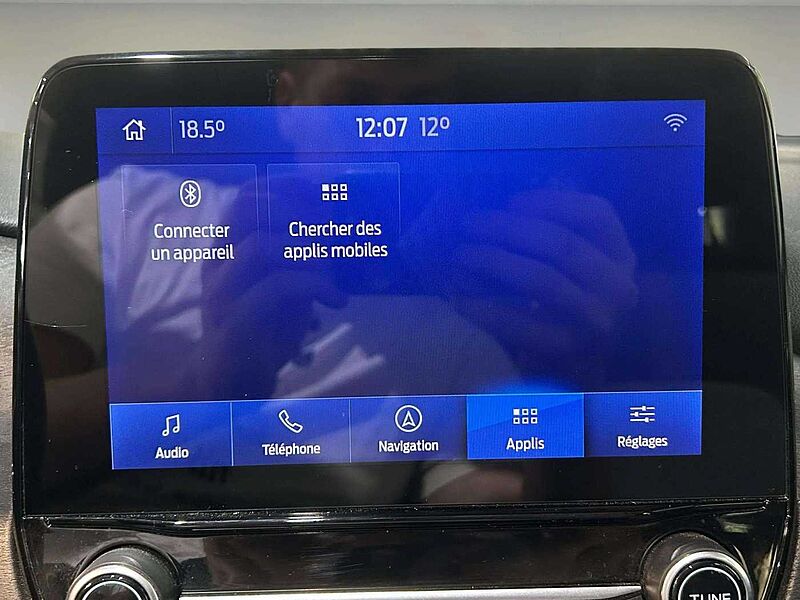 18.5° 12:07 12°
Connecter
un appareil
Chercher des
applis mobiles
Audio Téléphone Navigation Applis Réglages
TUNE